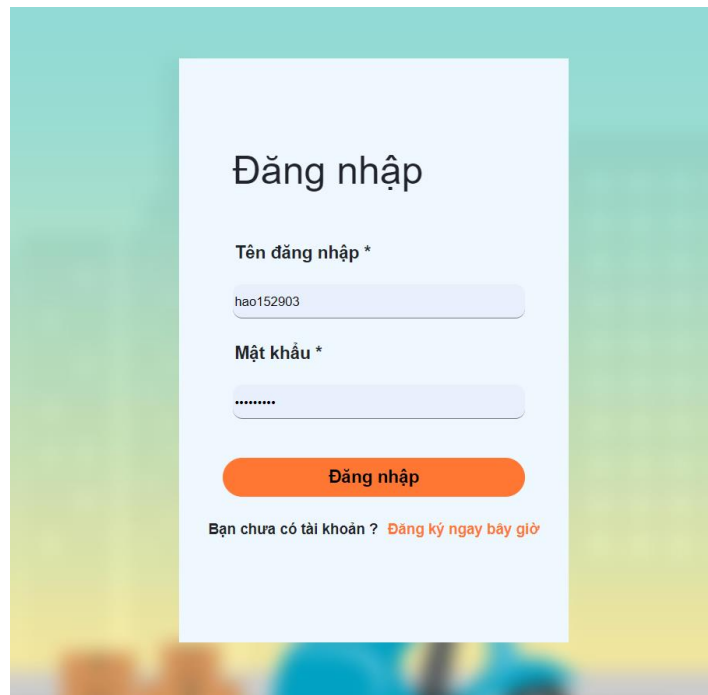 Đăng nhập
Tên đăng nhập *
hao152903
Mật khẩu *
•••••••••
Đăng nhập
Bạn chưa có tài khoản ? Đăng ký ngay bây giờ